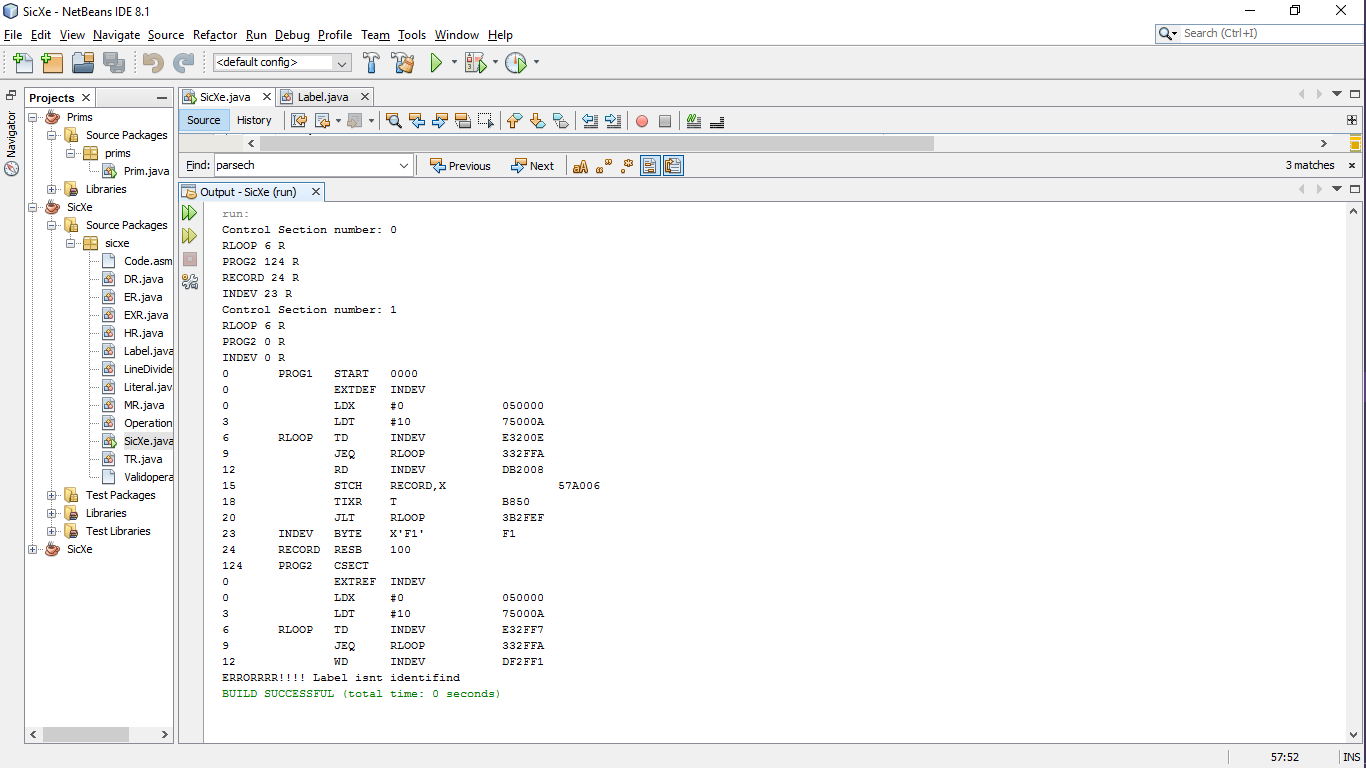 SicXe - NetBeans IDE 8.1
File Edit View Navigate Source Refactor Run Debug Profile Team Tools Window Help
Search (Ctrl+I)
<default config>
Projects
Navigator
Prims
Source Packages
prims
Prim.java
Libraries
SicXe
Source Packages
sicxe
Code.asm
DR.java
ER.java
EXR.java
HR.java
Label.java
LineDivide
Literal.jav
MR.java
Operation
SicXe.java
TR.java
Validopera
Test Packages
Libraries
Test Libraries
SicXe
SicXe.java Label.java
Source History
Find: parsech Previous Next 3 matches
Output - SicXe (run)
run:
Control Section number: 0
RLOOP 6 R
PROG2 124 R
RECORD 24 R
INDEV 23 R
Control Section number: 1
RLOOP 6 R
PROG2 0 R
INDEV 0 R
0 PROG1 START 0000
0 EXTDEF INDEV
0 LDX #0 050000
3 LDT #10 75000A
6 RLOOP TD INDEV E3200E
9 JEQ RLOOP 332FFA
12 RD INDEV DB2008
15 STCH RECORD,X 57A006
18 TIXR T B850
20 JLT RLOOP 3B2FEF
23 INDEV BYTE X'F1' F1
24 RECORD RESB 100
124 PROG2 CSECT
0 EXTREF INDEV
0 LDX #0 050000
3 LDT #10 75000A
6 RLOOP TD INDEV E32FF7
9 JEQ RLOOP 332FFA
12 WD INDEV DF2FF1
ERRORRRR!!!! Label isnt identifind
BUILD SUCCESSFUL (total time: 0 seconds)
57:52 INS